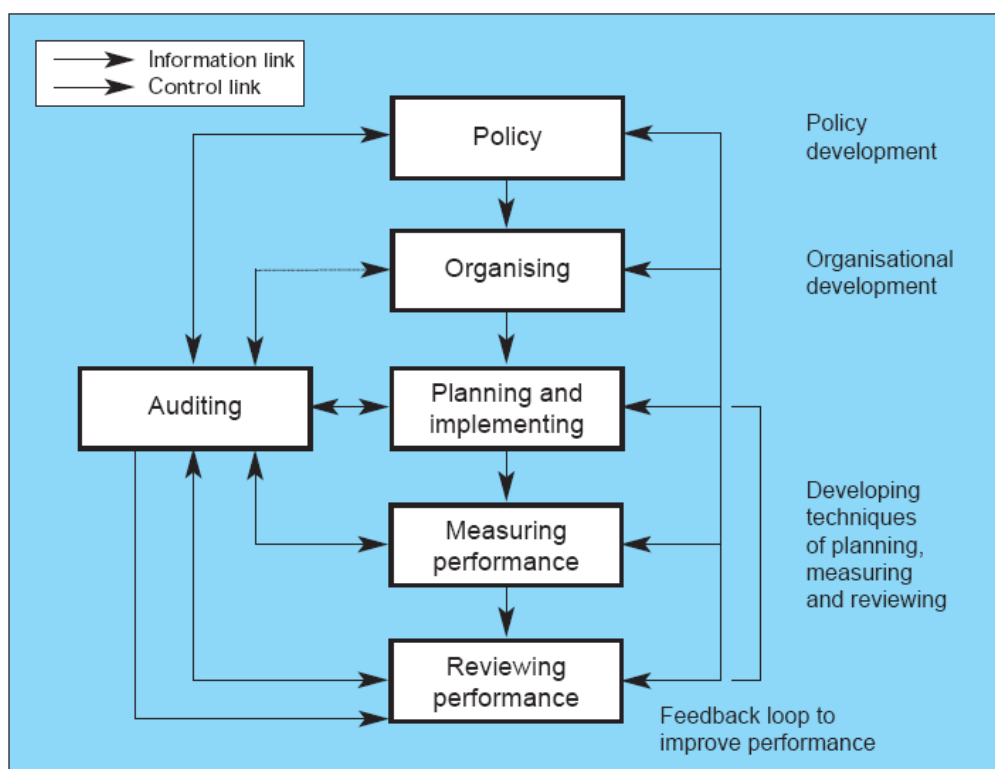 Information link
Control link
Policy
Policy
development
Organising
Organisational
development
Auditing
Planning and
implementing
Measuring
performance
Developing
techniques
of planning,
measuring
and reviewing
Reviewing
performance
Feedback loop to
improve performance